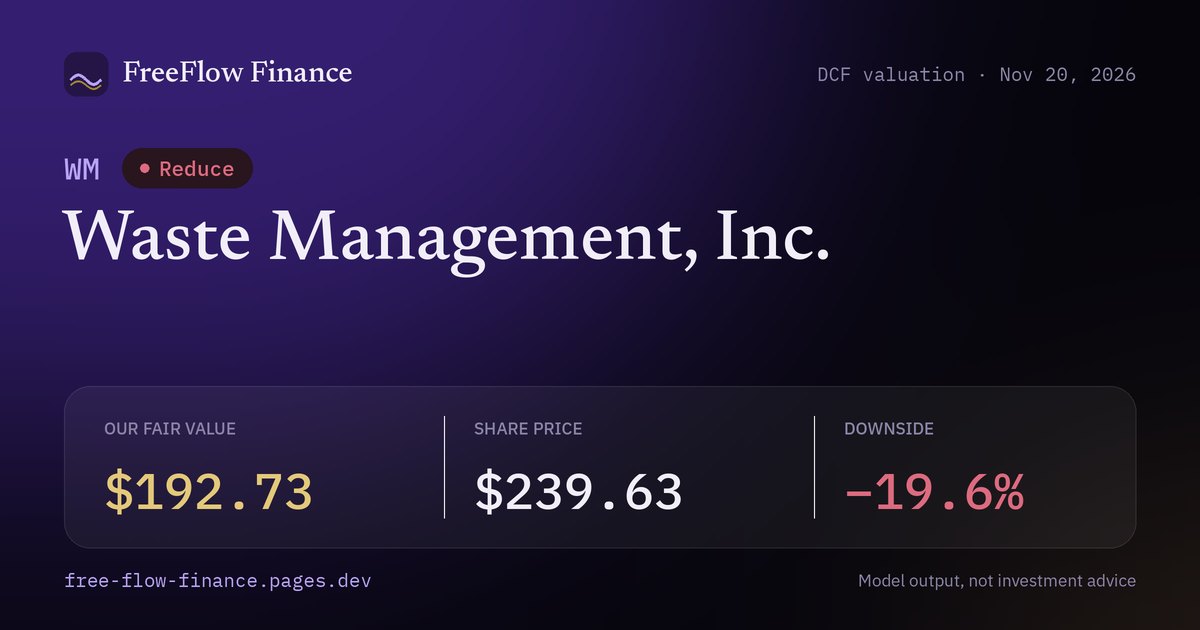 FreeFlow Finance
DCF valuation · Nov 20, 2026
WM
Reduce
Waste Management, Inc.
OUR FAIR VALUE
$192.73
SHARE PRICE
$239.63
DOWNSIDE
−19.6%
free-flow-finance.pages.dev
Model output, not investment advice